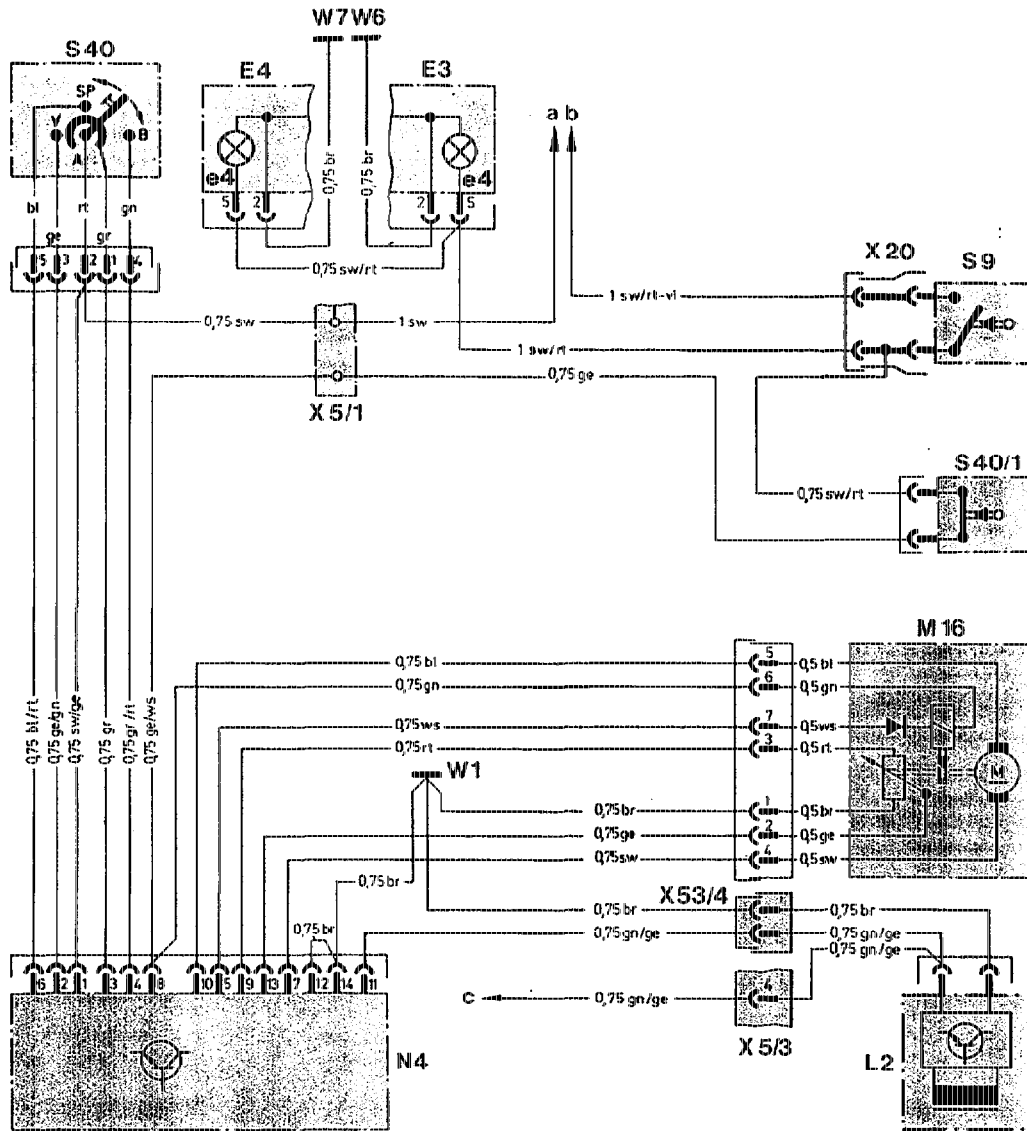 W7 W6
S40
E4
E3
SP
V
B
A
a b
e4
e4
5
2
2
5
0,75 br
0,75 br
bl
rt
gn
ge
gr
5
3
2
1
4
0,75 sw/rt
X 20
S 9
1 sw/rt-vi
0,75 sw
1 sw
1 sw/rt
0,75 ge
X 5/1
S 40/1
0,75 sw/rt
M 16
0,75 bl
5
0,5 bl
0,75 gn
6
0,5 gn
0,75 ws
7
0,5 ws
0,75 rt
3
0,5 rt
M
0,75 bl/rt
0,75 ge/gn
0,75 sw/ge
0,75 gr
0,75 gr/rt
0,75 ge/ws
W1
0,75 br
1
0,5 br
0,75 ge
2
0,5 ge
0,75 sw
4
0,5 sw
0,75 br
X53/4
0,75 br
0,75 br
0,75 br
0,75 gn/ge
0,75 gn/ge
0,75 gn/ge
2
1
3
4
8
10
5
9
13
7
12
14
11
c
0,75 gn/ge
4
N4
X 5/3
L2